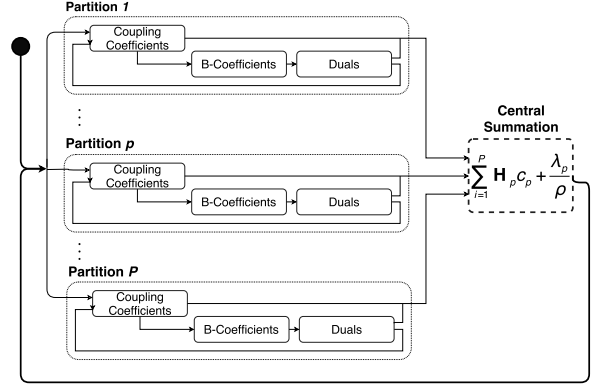 Partition 1
Coupling
Coefficients
B-Coefficients
Duals
Partition p
Coupling
Coefficients
B-Coefficients
Duals
Partition P
Coupling
Coefficients
B-Coefficients
Duals
Central
Summation
∑_{i=1}^{P} H_p c_p + λ_p/ρ